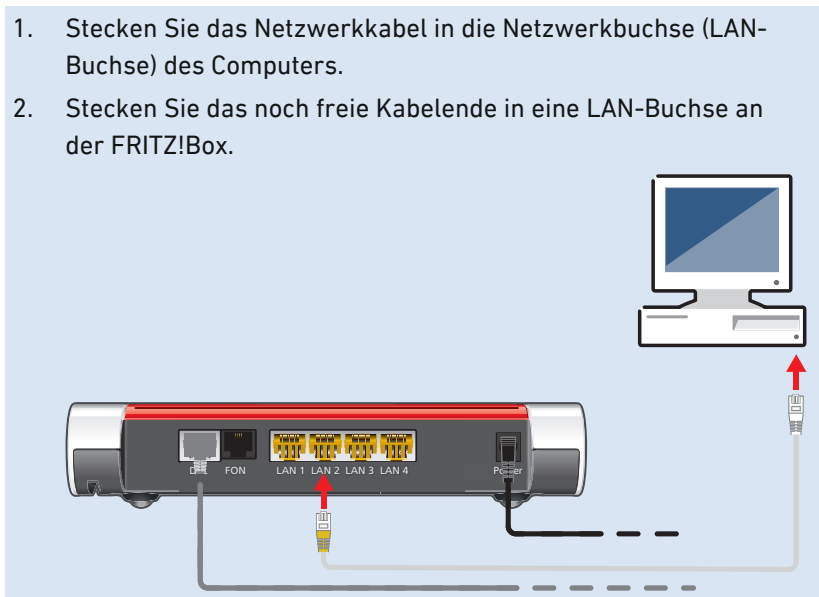 1. Stecken Sie das Netzwerkkabel in die Netzwerkbuchse (LAN-
Buchse) des Computers.
2. Stecken Sie das noch freie Kabelende in eine LAN-Buchse an
der FRITZ!Box.
FON LAN 1 LAN 2 LAN 3 LAN 4 Power